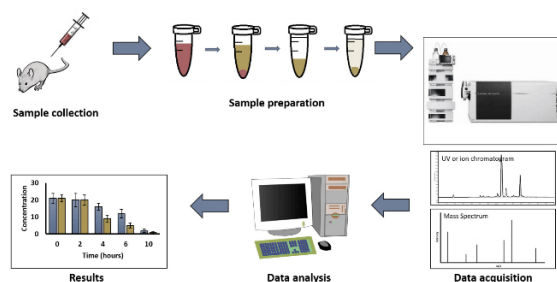 Sample collection
Sample preparation
UV or ion chromatogram
Mass Spectrum
Data acquisition
Data analysis
Concentration
30
20
10
0
0 2 4 6 10
Time (hours)
Results